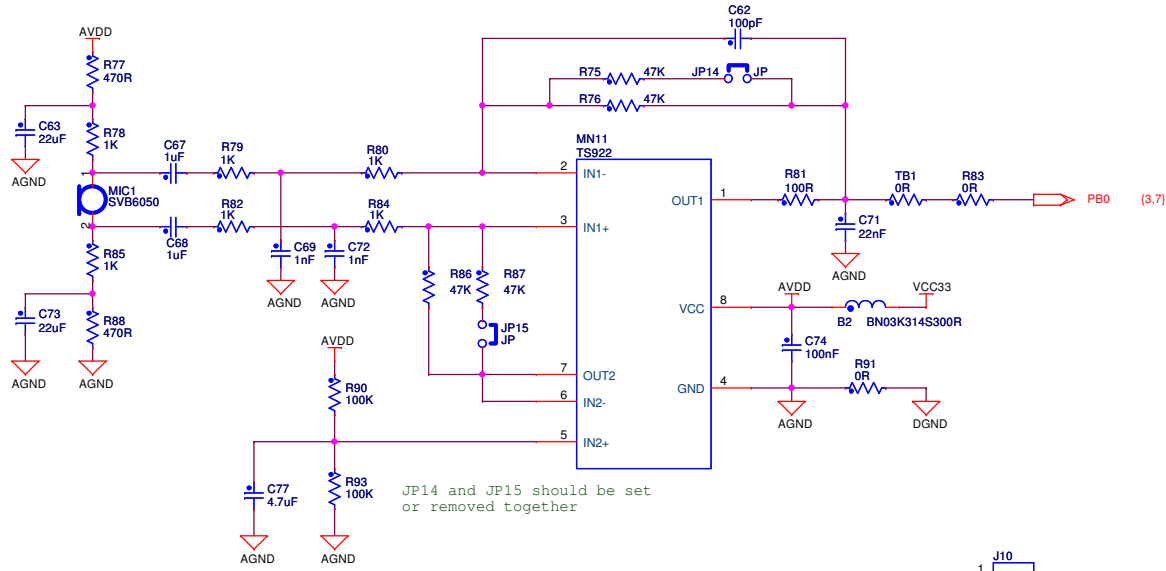 C62
100pF
AVDD
R77
470R
R75
47K
JP14
JP
R76
47K
C63
22uF
R78
1K
MN11
TS922
C67
1uF
R79
1K
R80
1K
2
IN1-
AGND
MIC1
SVB6050
R81
100R
TB1
0R
R83
0R
OUT1
1
PB0
{3,7}
R82
1K
R84
1K
3
IN1+
2
C68
1uF
C71
22nF
R85
1K
C69
1nF
C72
1nF
R86
47K
R87
47K
AGND
AGND
AGND
AVDD
VCC33
C73
22uF
R88
470R
VCC
8
B2
BN03K314S300R
JP15
JP
AVDD
C74
100nF
AGND
AGND
7
OUT2
R91
0R
R90
100K
6
IN2-
GND
4
AGND
DGND
5
IN2+
C77
4.7uF
R93
100K
JP14 and JP15 should be set
or removed together
AGND
AGND
J10
1